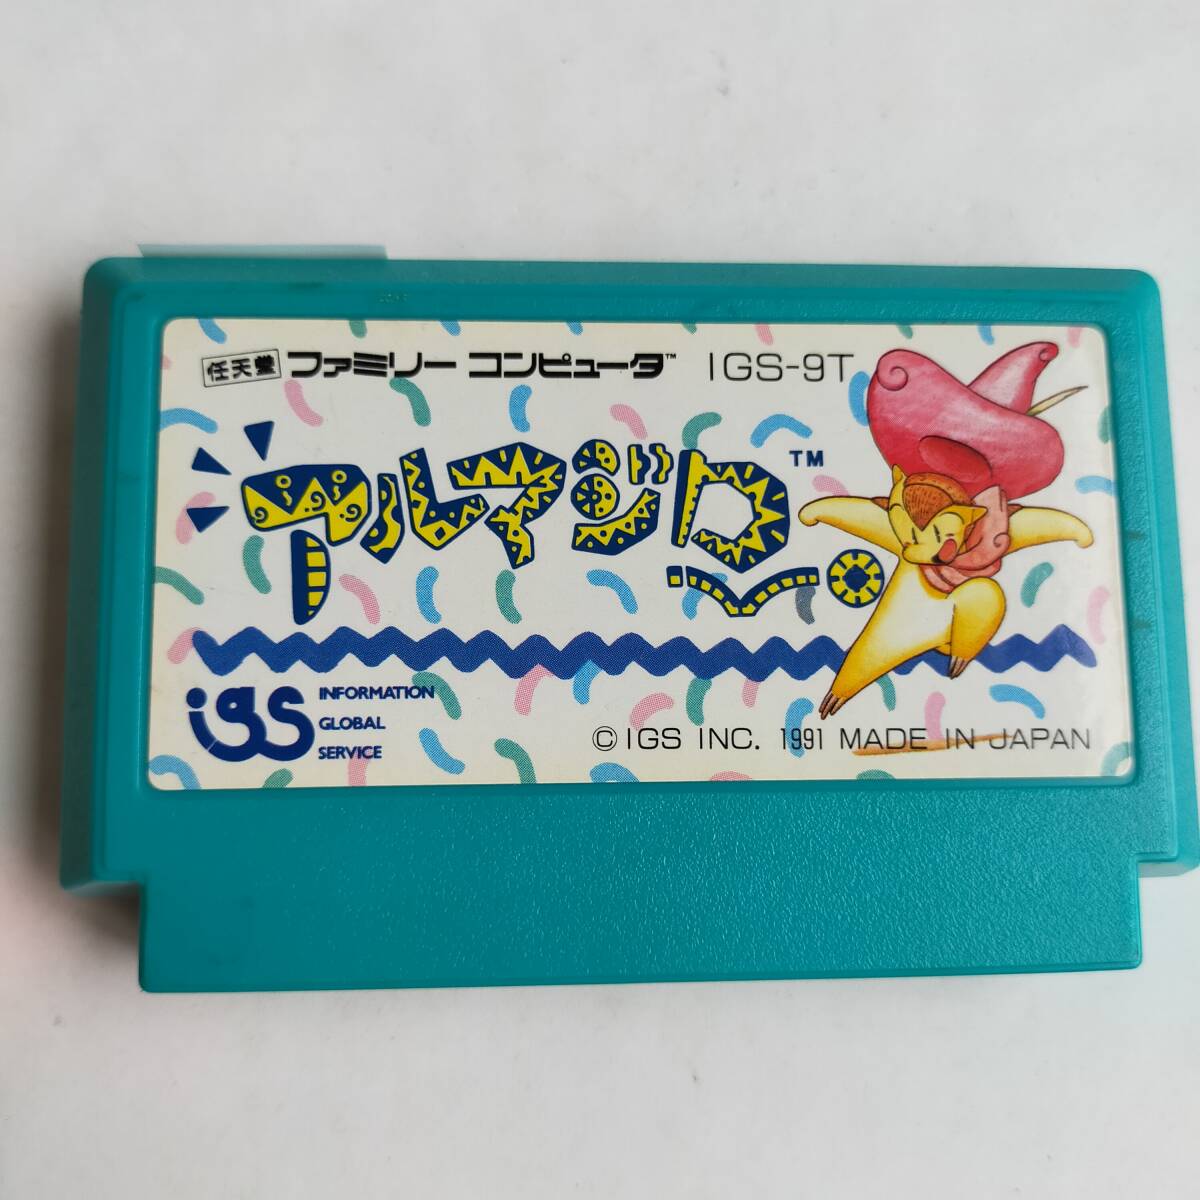 任天堂 ファミリー コンピュータ™ IGS-9T
アルマジロ™
igs INFORMATION
GLOBAL
SERVICE
© IGS INC. 1991 MADE IN JAPAN